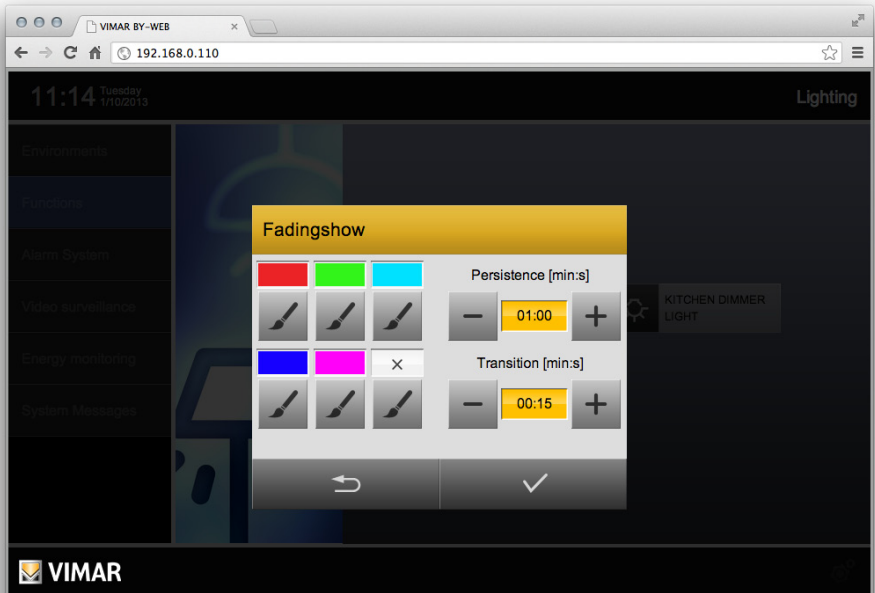 VIMAR BY-WEB
192.168.0.110
11:14 Tuesday
1/10/2013
Lighting
Environments
Functions
Alarm System
Video surveillance
Energy monitoring
System Messages
Fadingshow
Persistence [min:s]
01:00
Transition [min:s]
00:15
KITCHEN DIMMER
LIGHT
VIMAR